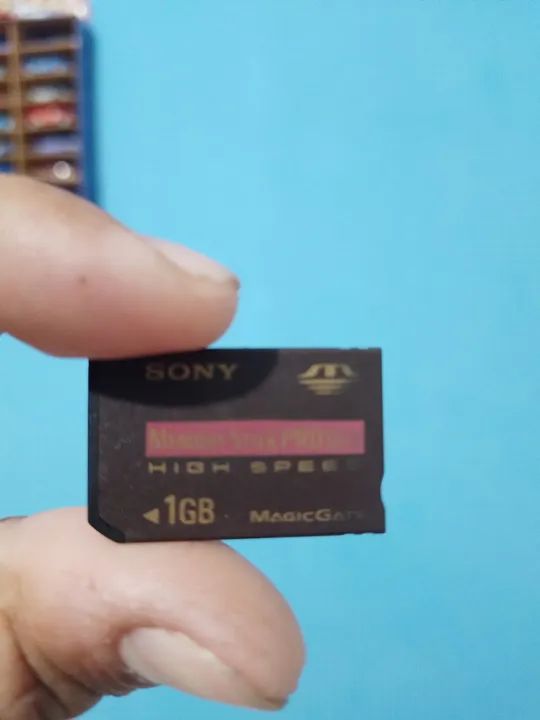 SONY
MEMORY STICK PRO DUO
HIGH SPEED
1GB MAGICGATE